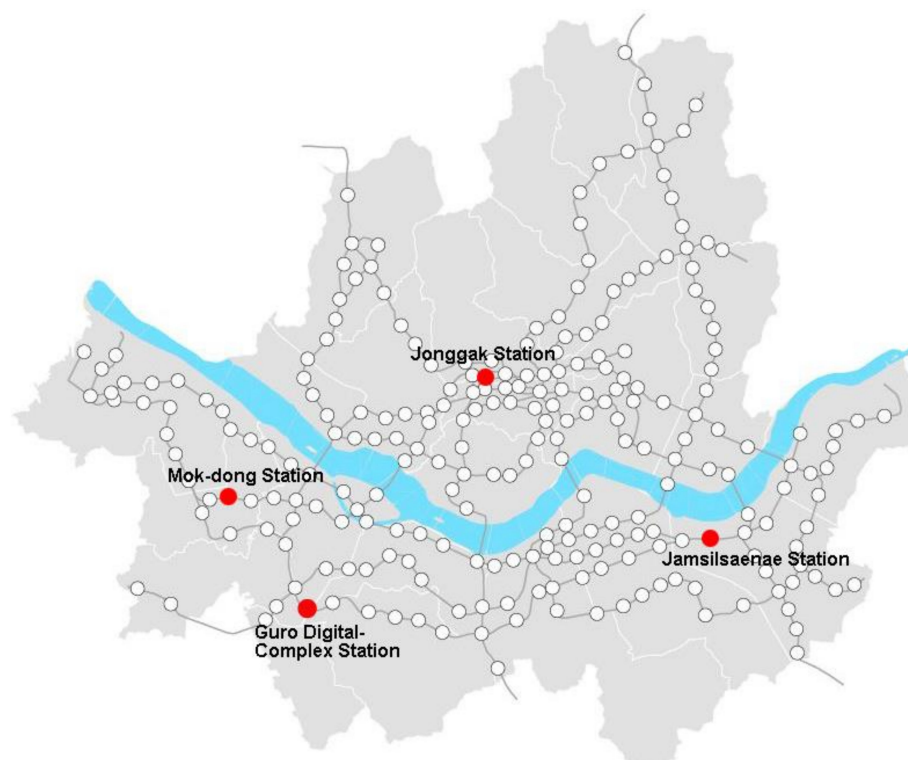 Jonggak Station
Mok-dong Station
Jamsilsaenae Station
Guro Digital-
Complex Station